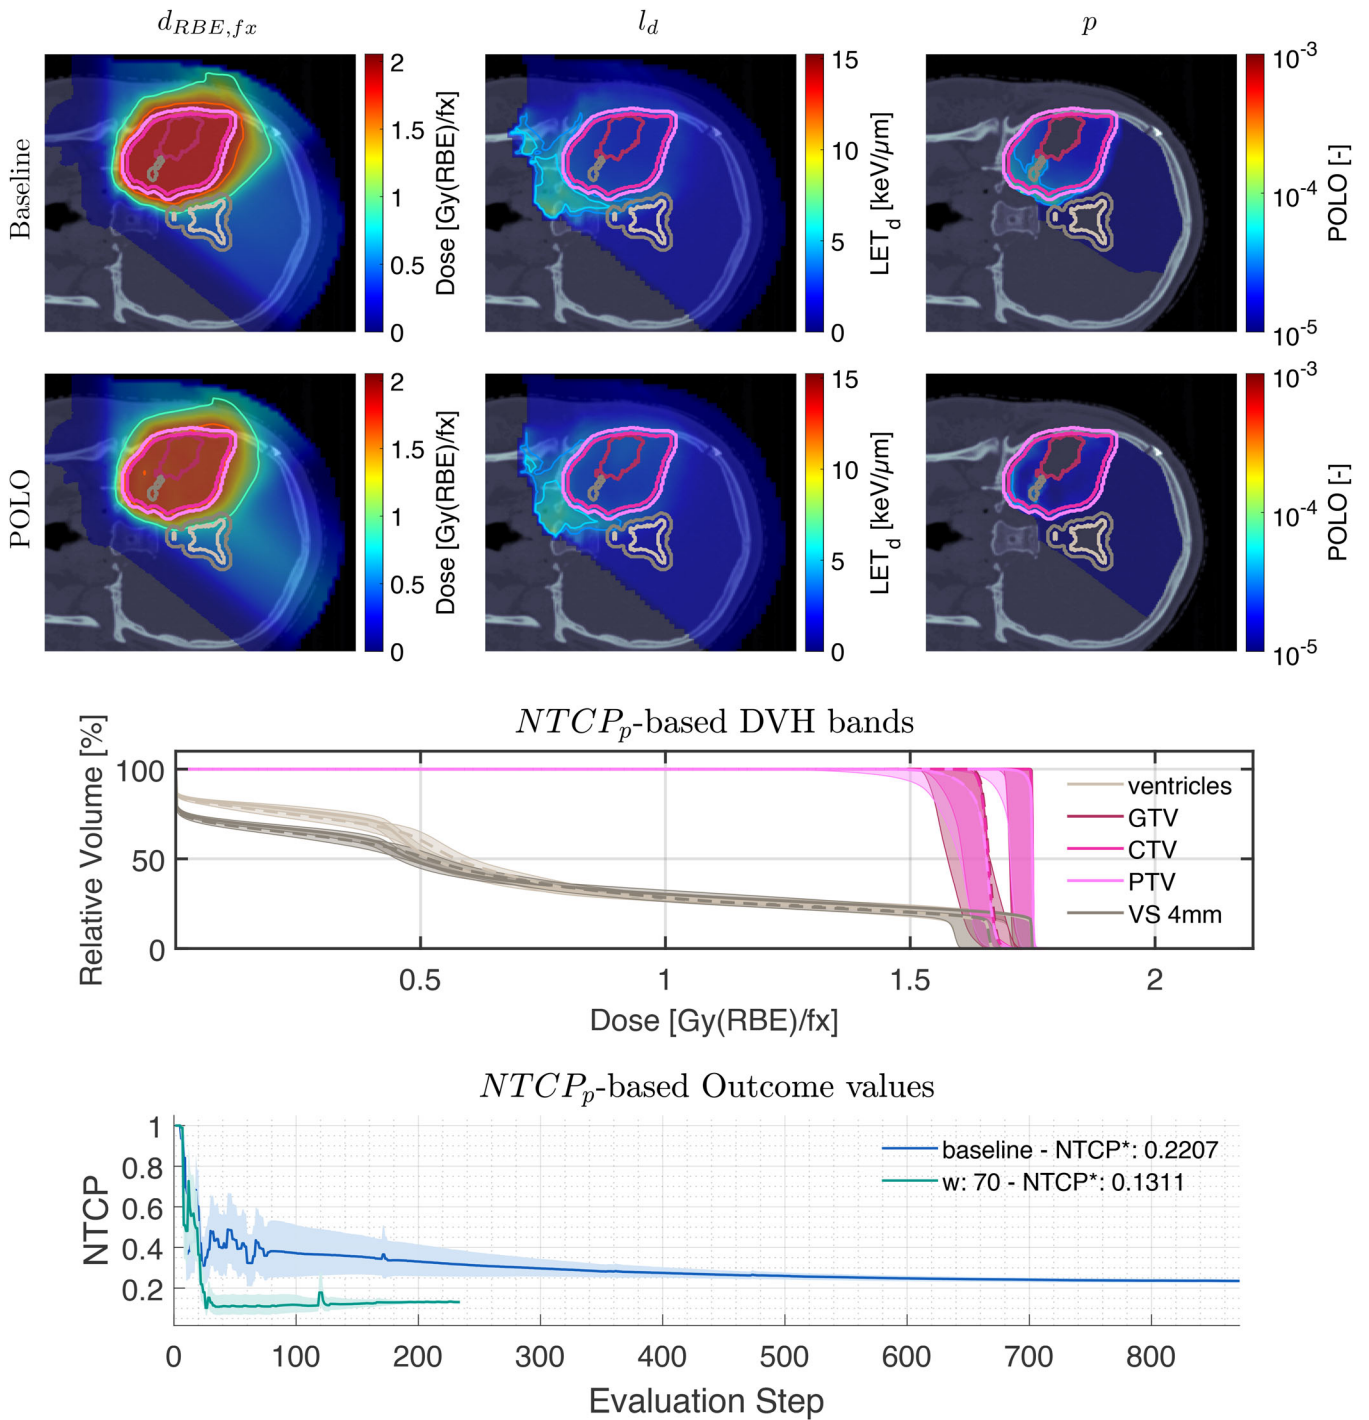 d_{RBE,fx}
l_d
p
Baseline
2
1.5
1
0.5
0
Dose [Gy(RBE)/fx]
15
10
5
0
LET_d [keV/μm]
10^{-3}
10^{-4}
10^{-5}
POLO [-]
POLO
2
1.5
1
0.5
0
Dose [Gy(RBE)/fx]
15
10
5
0
LET_d [keV/μm]
10^{-3}
10^{-4}
10^{-5}
POLO [-]
NTCP_p-based DVH bands
Relative Volume [%]
100
50
0
ventricles
GTV
CTV
PTV
VS 4mm
0.5
1
1.5
2
Dose [Gy(RBE)/fx]
NTCP_p-based Outcome values
NTCP
1
0.8
0.6
0.4
0.2
baseline - NTCP*: 0.2207
w: 70 - NTCP*: 0.1311
0
100
200
300
400
500
600
700
800
Evaluation Step